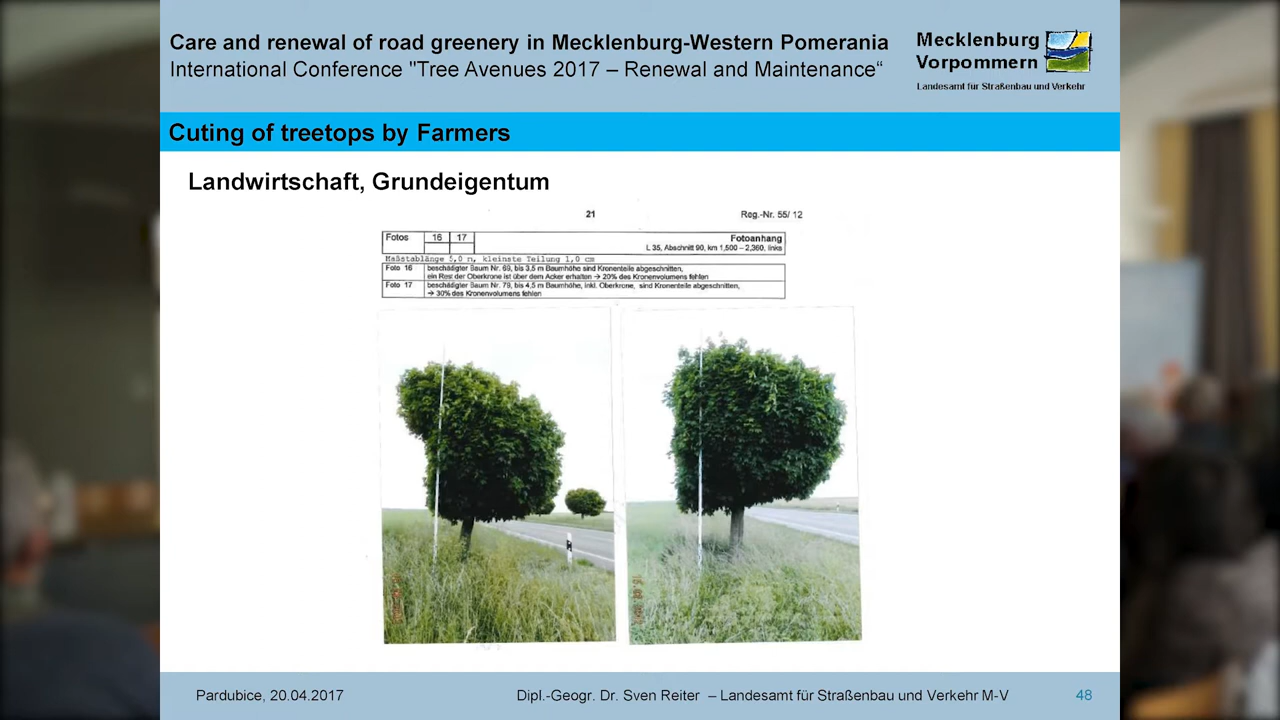 Care and renewal of road greenery in Mecklenburg-Western Pomerania
International Conference "Tree Avenues 2017 – Renewal and Maintenance“
Mecklenburg
Vorpommern
Landesamt für Straßenbau und Verkehr
Cuting of treetops by Farmers
Landwirtschaft, Grundeigentum
21 Reg.-Nr. 55/ 12
Fotos 16 17 Fotoanhang
L 35, Abschnitt 90, km 1,500 – 2,360, links
Maßstablänge 5,0 m, kleinste Teilung 1,0 cm
Foto 16 beschädigter Baum Nr. 69, bis 3,5 m Baumhöhe sind Kronenteile abgeschnitten,
ein Rest der Oberkrone ist über dem Acker erhalten → 20% des Kronenvolumens fehlen
Foto 17 beschädigter Baum Nr. 79, bis 4,5 m Baumhöhe, inkl. Oberkrone, sind Kronenteile abgeschnitten,
→ 30% des Kronenvolumens fehlen
Pardubice, 20.04.2017
Dipl.-Geogr. Dr. Sven Reiter – Landesamt für Straßenbau und Verkehr M-V
48